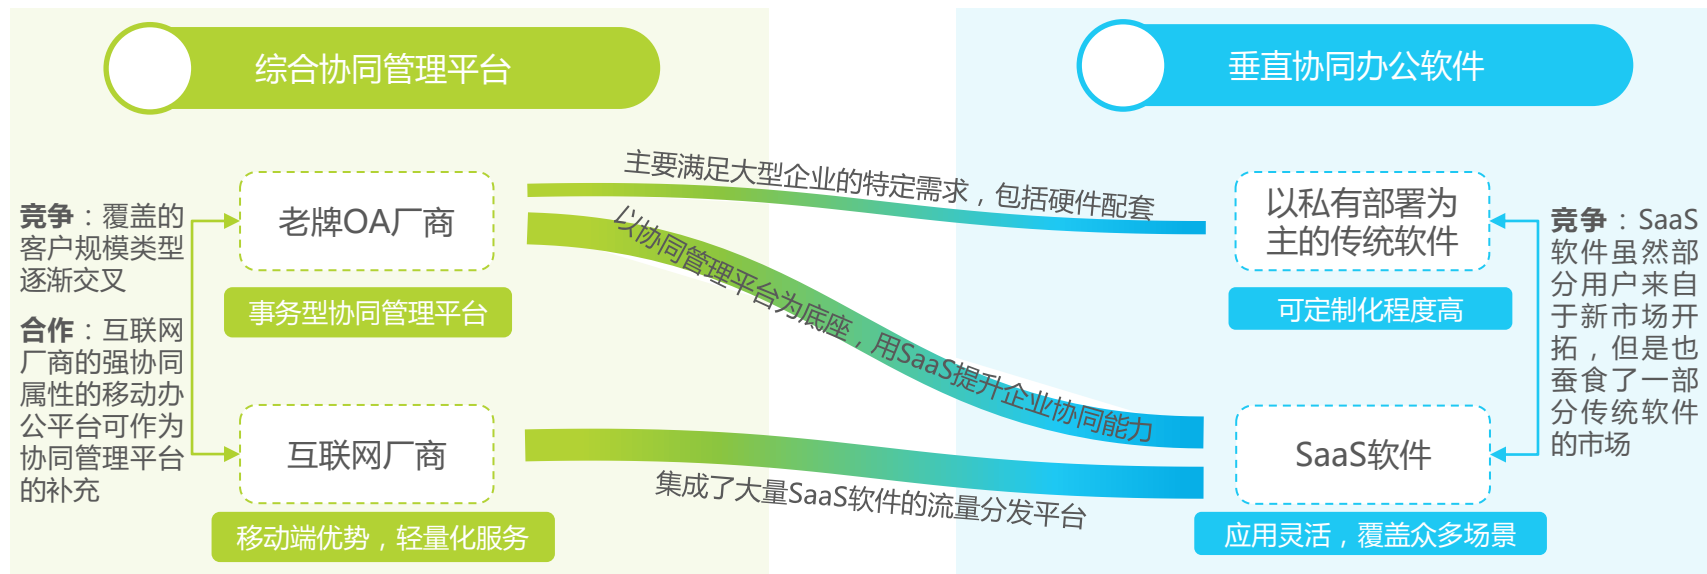 综合协同管理平台
垂直协同办公软件
竞争：覆盖的
客户规模类型
逐渐交叉
合作：互联网
厂商的强协同
属性的移动办
公平台可作为
协同管理平台
的补充
老牌OA厂商
事务型协同管理平台
互联网厂商
移动端优势，轻量化服务
主要满足大型企业的特定需求，包括硬件配套
以协同管理平台为底座，用SaaS提升企业协同能力
集成了大量SaaS软件的流量分发平台
以私有部署为
主的传统软件
可定制化程度高
SaaS软件
应用灵活，覆盖众多场景
竞争：SaaS
软件虽然部
分用户来自
于新市场开
拓，但是也
蚕食了一部
分传统软件
的市场